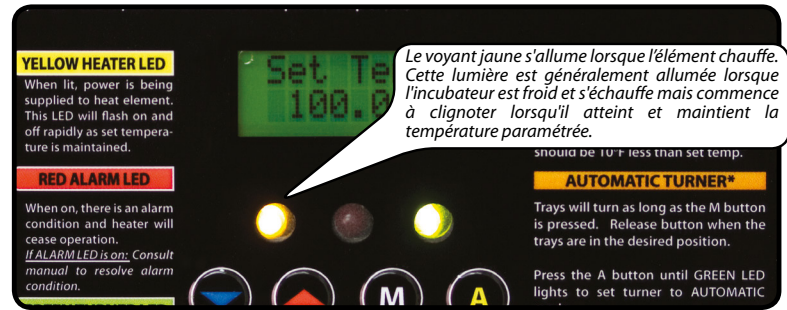 YELLOW HEATER LED
When lit, power is being
supplied to heat element.
This LED will flash on and
off rapidly as set tempera-
ture is maintained.
RED ALARM LED
When on, there is an alarm
condition and heater will
cease operation.
If ALARM LED is on: Consult
manual to resolve alarm
condition.
Set Te
100.0
Le voyant jaune s'allume lorsque l'élément chauffe.
Cette lumière est généralement allumée lorsque
l'incubateur est froid et s'échauffe mais commence
à clignoter lorsqu'il atteint et maintient la
température paramétrée.
should be 10°F less than set temp.
AUTOMATIC TURNER*
Trays will turn as long as the M button
is pressed. Release button when the
trays are in the desired position.
Press the A button until GREEN LED
lights to set turner to AUTOMATIC
M
A